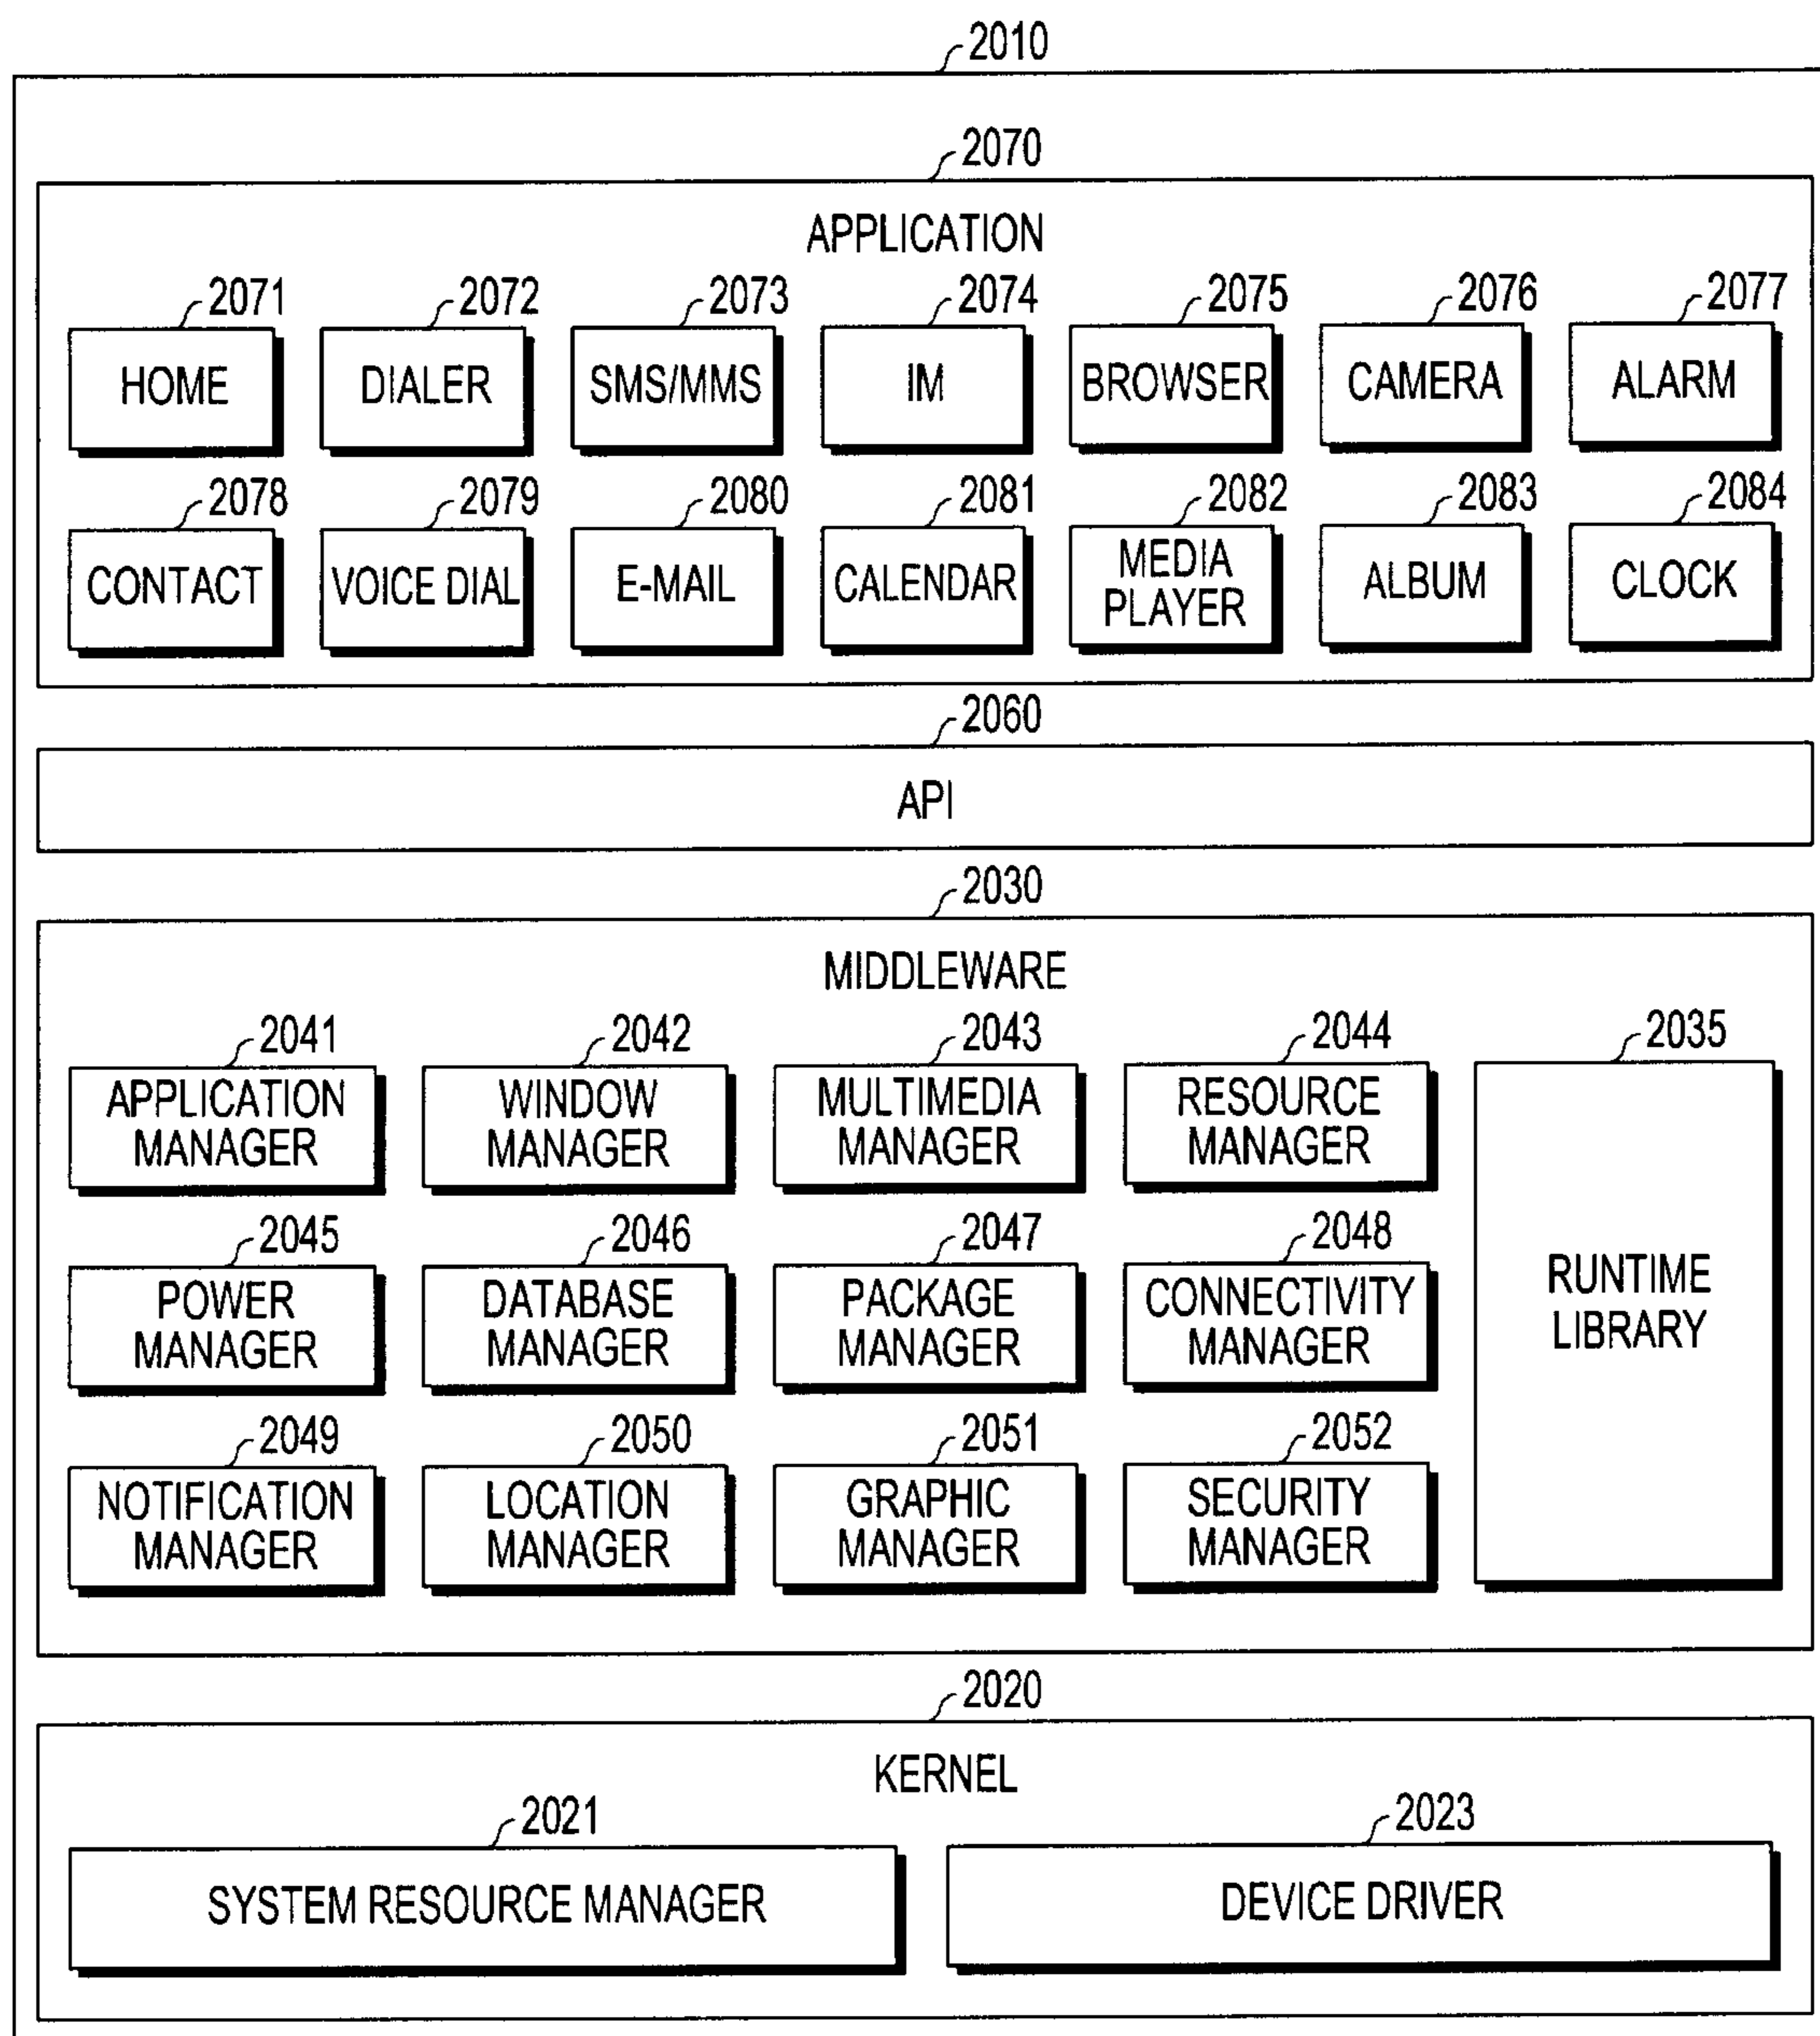 2010
2070
APPLICATION
2071 2072 2073 2074 2075 2076 2077
HOME DIALER SMS/MMS IM BROWSER CAMERA ALARM
2078 2079 2080 2081 2082 2083 2084
CONTACT VOICE DIAL E-MAIL CALENDAR MEDIA PLAYER ALBUM CLOCK
2060
API
2030
MIDDLEWARE
2041 2042 2043 2044 2035
APPLICATION WINDOW MULTIMEDIA RESOURCE
MANAGER MANAGER MANAGER MANAGER
2045 2046 2047 2048
POWER DATABASE PACKAGE CONNECTIVITY RUNTIME
MANAGER MANAGER MANAGER MANAGER LIBRARY
2049 2050 2051 2052
NOTIFICATION LOCATION GRAPHIC SECURITY
MANAGER MANAGER MANAGER MANAGER
2020
KERNEL
2021 2023
SYSTEM RESOURCE MANAGER DEVICE DRIVER